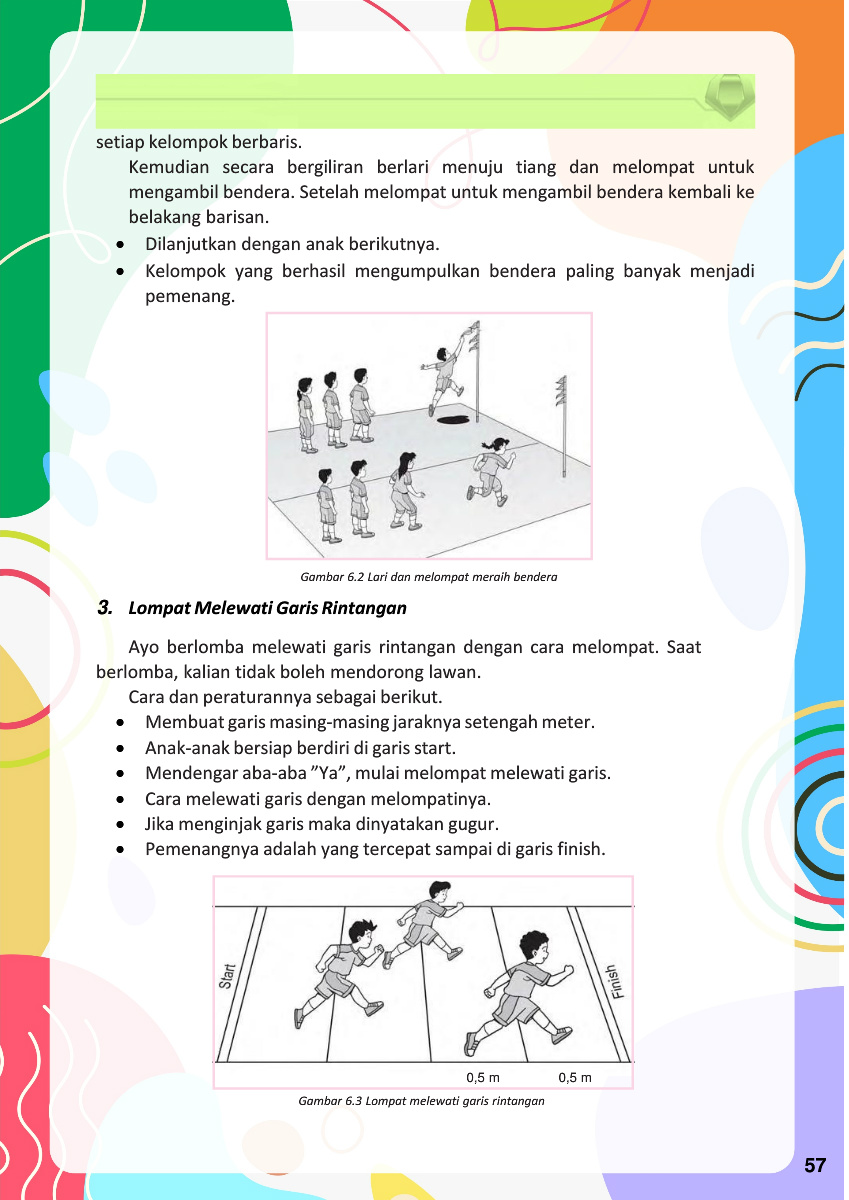 setiap kelompok berbaris.
Kemudian secara bergiliran berlari menuju tiang dan melompat untuk
mengambil bendera. Setelah melompat untuk mengambil bendera kembali ke
belakang barisan.
• Dilanjutkan dengan anak berikutnya.
• Kelompok yang berhasil mengumpulkan bendera paling banyak menjadi
pemenang.
Gambar 6.2 Lari dan melompat meraih bendera
3. Lompat Melewati Garis Rintangan
Ayo berlomba melewati garis rintangan dengan cara melompat. Saat
berlomba, kalian tidak boleh mendorong lawan.
Cara dan peraturannya sebagai berikut.
• Membuat garis masing-masing jaraknya setengah meter.
• Anak-anak bersiap berdiri di garis start.
• Mendengar aba-aba ”Ya”, mulai melompat melewati garis.
• Cara melewati garis dengan melompatinya.
• Jika menginjak garis maka dinyatakan gugur.
• Pemenangnya adalah yang tercepat sampai di garis finish.
Start
Finish
0,5 m 0,5 m
Gambar 6.3 Lompat melewati garis rintangan
57